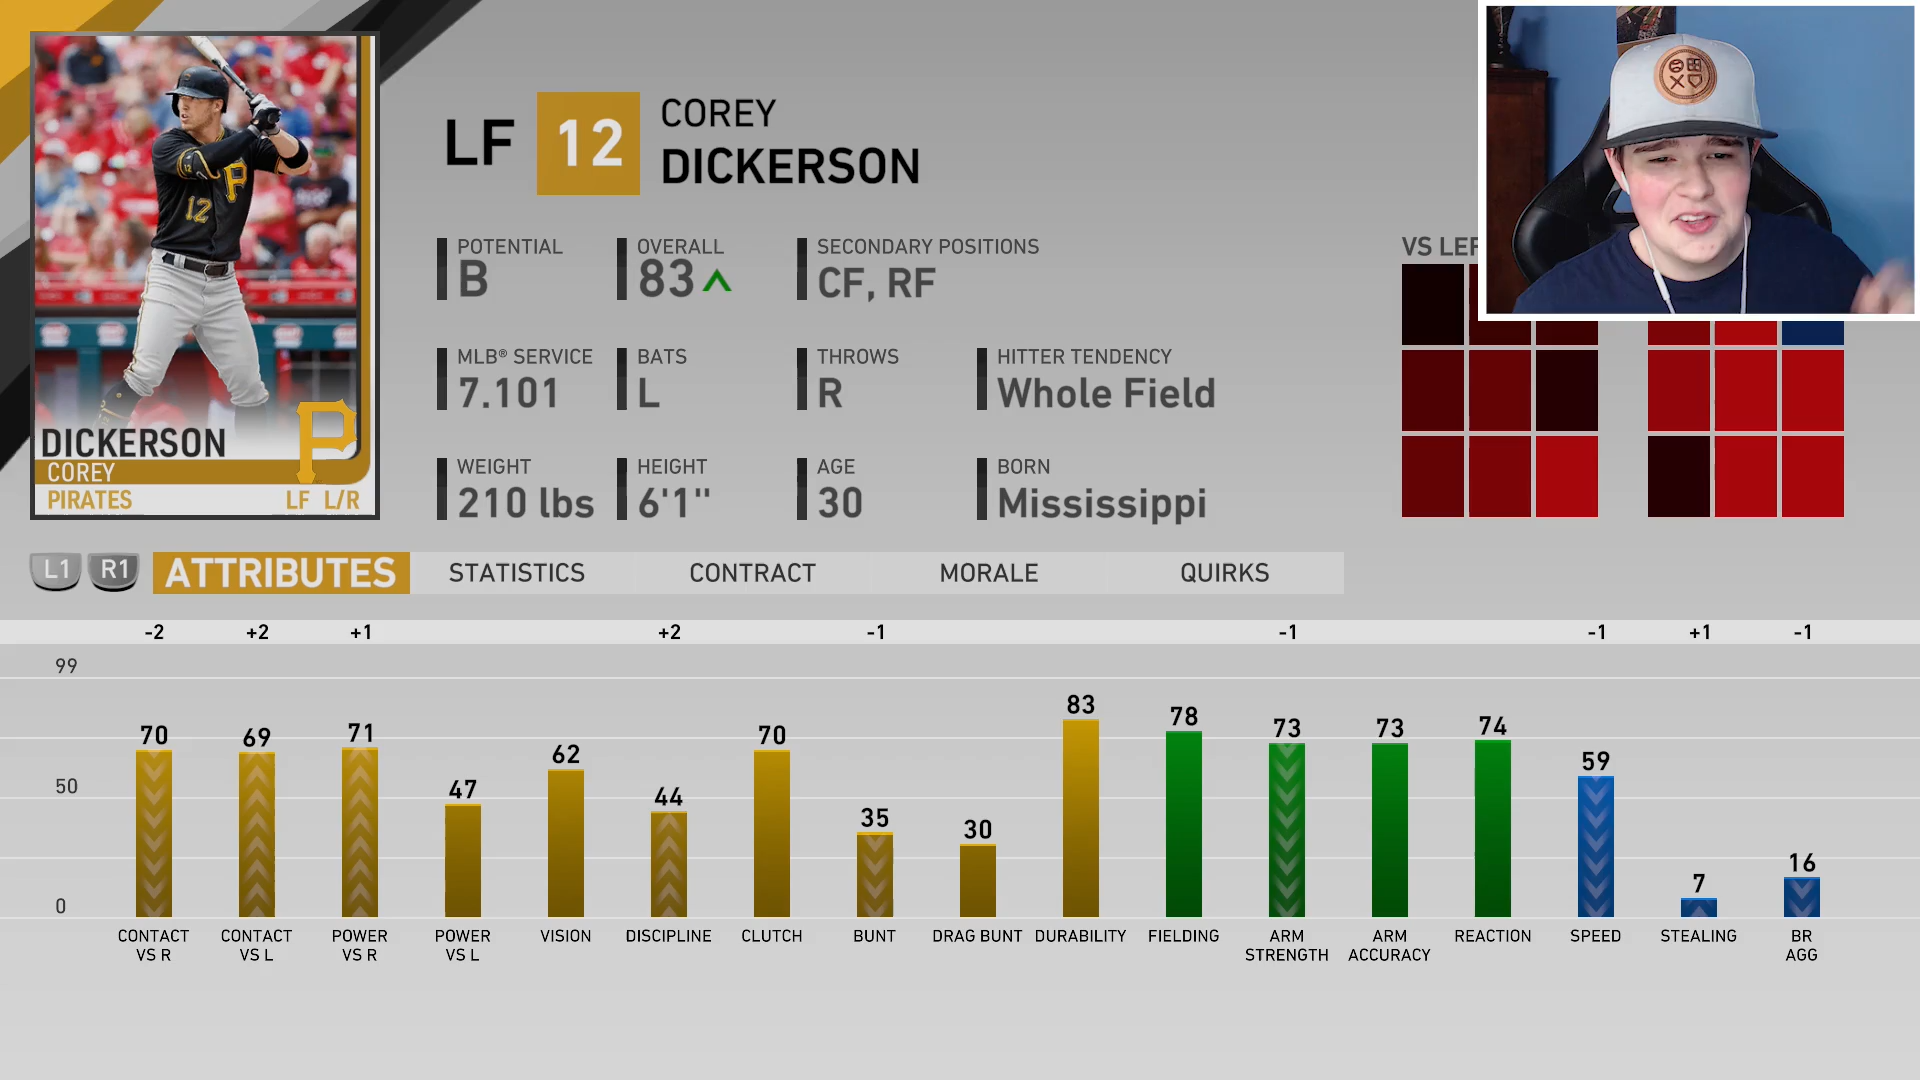 LF 12 COREY
DICKERSON
POTENTIAL
B
OVERALL
83
SECONDARY POSITIONS
CF, RF
MLB® SERVICE
7.101
BATS
L
THROWS
R
HITTER TENDENCY
Whole Field
WEIGHT
210 lbs
HEIGHT
6'1"
AGE
30
BORN
Mississippi
VS LEF
P
12
DICKERSON
COREY
P
PIRATES LF L/R
L1 R1 ATTRIBUTES STATISTICS CONTRACT MORALE QUIRKS
-2 +2 +1 +2 -1 -1 -1 +1 -1
99
50
0
70 69 71 47 62 44 70 35 30 83 78 73 73 74 59 7 16
CONTACT VS R
CONTACT VS L
POWER VS R
POWER VS L
VISION
DISCIPLINE
CLUTCH
BUNT
DRAG BUNT
DURABILITY
FIELDING
ARM STRENGTH
ARM ACCURACY
REACTION
SPEED
STEALING
BR AGG